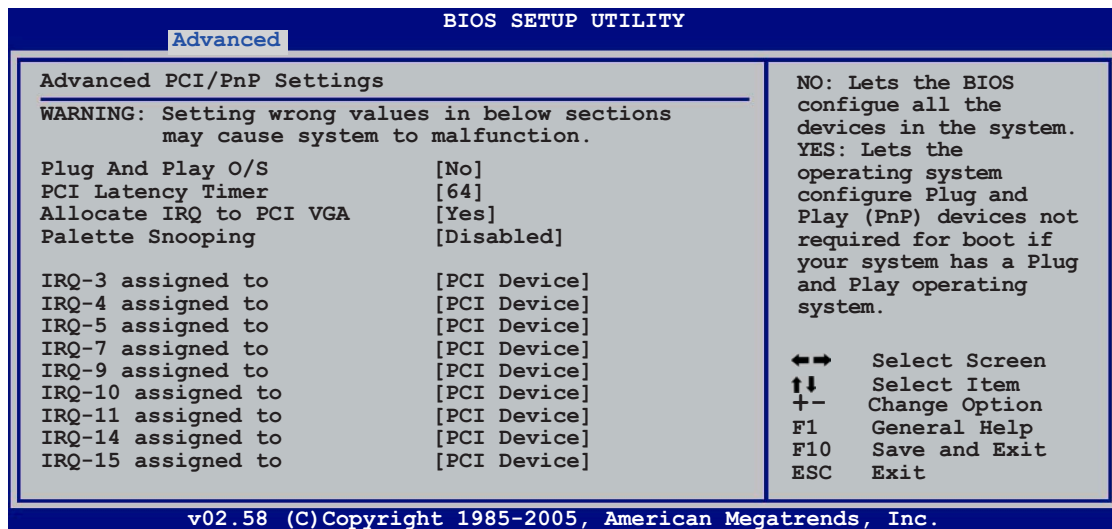 BIOS SETUP UTILITY
Advanced
Advanced PCI/PnP Settings
WARNING: Setting wrong values in below sections
may cause system to malfunction.
Plug And Play O/S [No]
PCI Latency Timer [64]
Allocate IRQ to PCI VGA [Yes]
Palette Snooping [Disabled]
IRQ-3 assigned to [PCI Device]
IRQ-4 assigned to [PCI Device]
IRQ-5 assigned to [PCI Device]
IRQ-7 assigned to [PCI Device]
IRQ-9 assigned to [PCI Device]
IRQ-10 assigned to [PCI Device]
IRQ-11 assigned to [PCI Device]
IRQ-14 assigned to [PCI Device]
IRQ-15 assigned to [PCI Device]
NO: Lets the BIOS
configue all the
devices in the system.
YES: Lets the
operating system
configure Plug and
Play (PnP) devices not
required for boot if
your system has a Plug
and Play operating
system.
←→ Select Screen
↑↓ Select Item
+- Change Option
F1 General Help
F10 Save and Exit
ESC Exit
v02.58 (C)Copyright 1985-2005, American Megatrends, Inc.